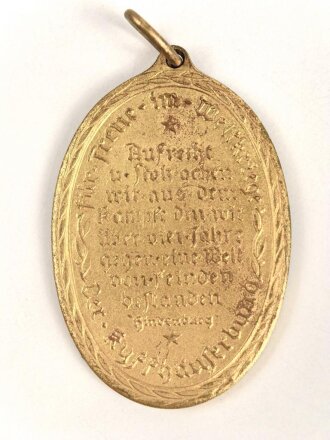 Für · Treue · im · Weltkriege
Aufrecht
u. stolz gehen
wir aus dem
Kampfe den wir
über vier Jahre
gegen eine Welt
von Feinden
bestanden
Hindenburg
Der · Kyffhäuserbund